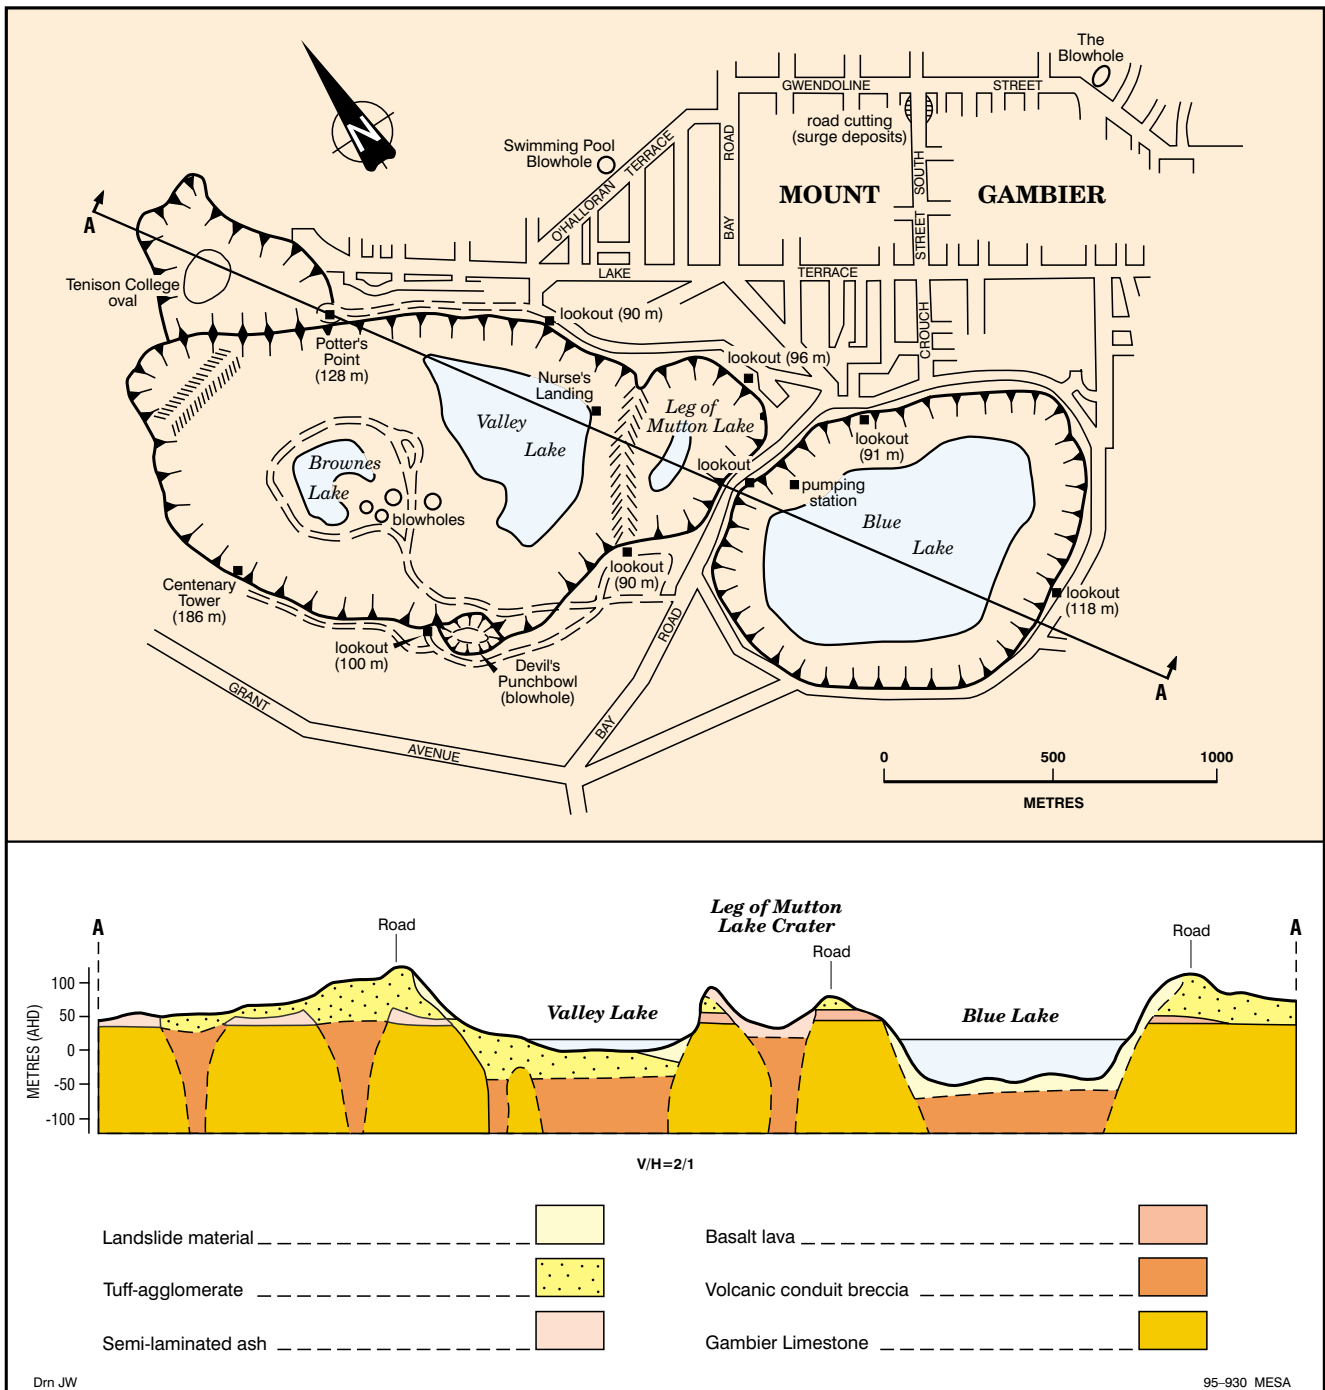 The
Blowhole
GWENDOLINE
STREET
road cutting
(surge deposits)
Swimming Pool
Blowhole
O'HALLORAN TERRACE
ROAD
BAY
SOUTH
STREET
MOUNT GAMBIER
N
A
Tenison College
oval
LAKE
TERRACE
CROUCH
lookout (90 m)
Potter's
Point
(128 m)
lookout (96 m)
Nurse's
Landing
Leg of
Mutton Lake
Valley
Lake
lookout
(91 m)
lookout
pumping
station
Brownes
Lake
blowholes
Blue
Lake
lookout
(90 m)
Centenary
Tower
(186 m)
lookout
(118 m)
lookout
(100 m)
Devil's
Punchbowl
(blowhole)
ROAD
BAY
GRANT
AVENUE
A
0 500 1000
METRES
Leg of Mutton
Lake Crater
A
Road
Road
Road
A
Valley Lake
Blue Lake
METRES (AHD)
100
50
0
-50
-100
V/H=2/1
Landslide material
Tuff-agglomerate
Semi-laminated ash
Basalt lava
Volcanic conduit breccia
Gambier Limestone
Drn JW
95–930 MESA